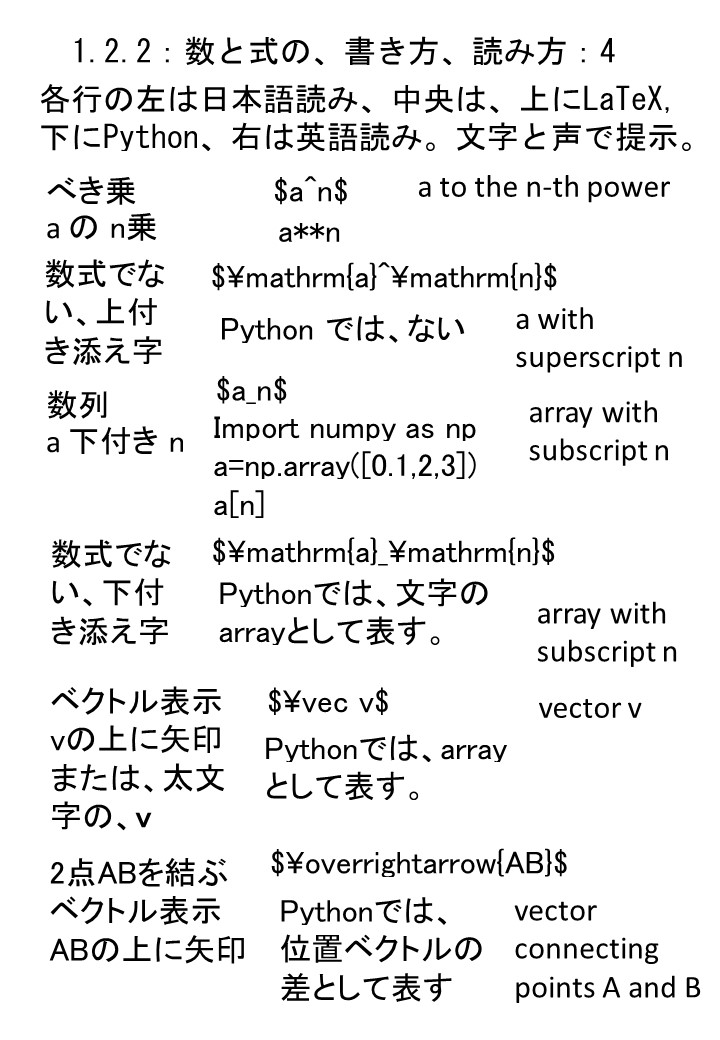 1.2.2：数と式の、書き方、読み方：4
各行の左は日本語読み、中央は、上にLaTeX,
下にPython、右は英語読み。文字と声で提示。
べき乗
a の n乗
$a^n$
a**n
a to the n-th power
数式でな
い、上付
き添え字
$¥mathrm{a}^¥mathrm{n}$
Python では、ない
a with
superscript n
数列
a 下付き n
$a_n$
Import numpy as np
a=np.array([0.1,2,3])
a[n]
array with
subscript n
数式でな
い、下付
き添え字
$¥mathrm{a}_¥mathrm{n}$
Pythonでは、文字の
arrayとして表す。
array with
subscript n
ベクトル表示
vの上に矢印
または、太文
字の、v
$¥vec v$
Pythonでは、array
として表す。
vector v
2点ABを結ぶ
ベクトル表示
ABの上に矢印
$¥overrightarrow{AB}$
Pythonでは、
位置ベクトルの
差として表す
vector
connecting
points A and B